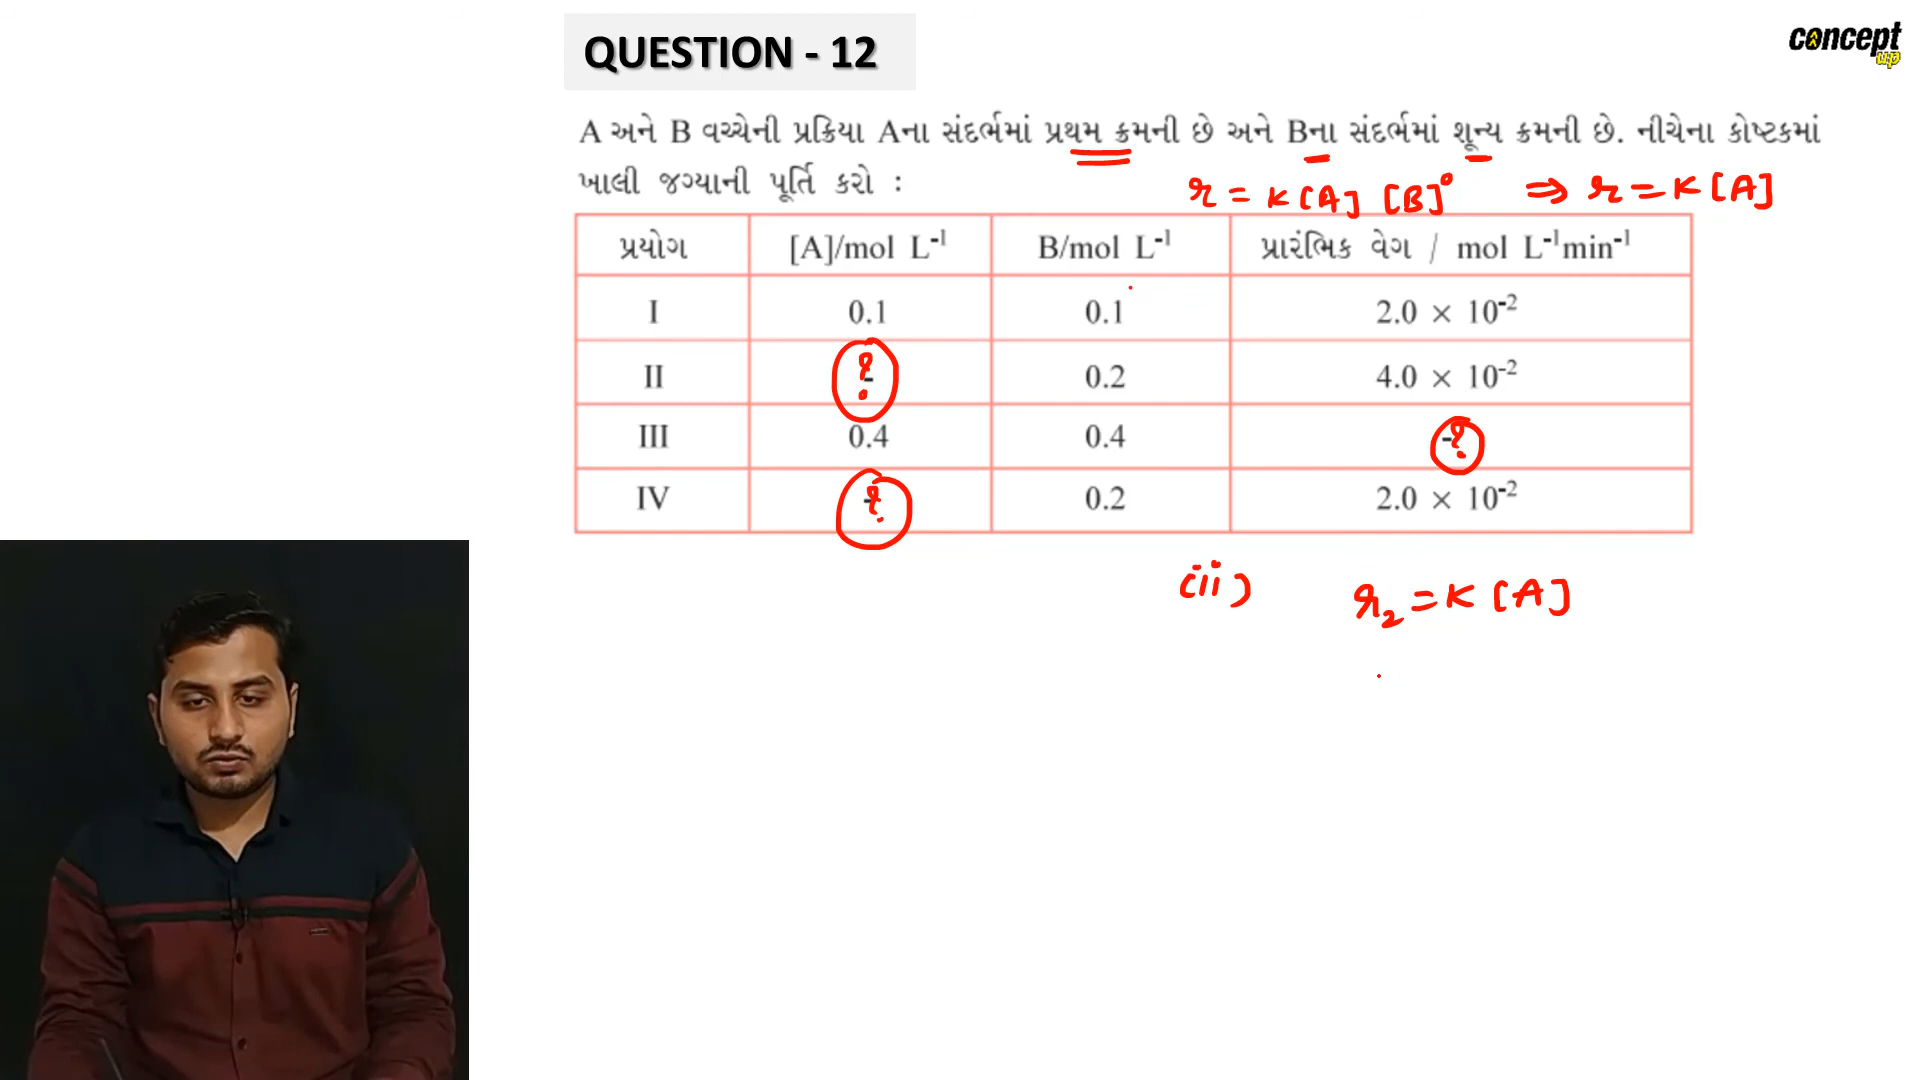 QUESTION - 12
concept
up
A અને B વચ્ચેની પ્રક્રિયા Aના સંદર્ભમાં પ્રથમ ક્રમની છે અને Bના સંદર્ભમાં શૂન્ય ક્રમની છે. નીચેના કોષ્ટકમાં
ખાલી જગ્યાની પૂર્તિ કરો :
r = K [A] [B]⁰ ⇒ r = K [A]
પ્રયોગ [A]/mol L⁻¹ B/mol L⁻¹ પ્રારંભિક વેગ / mol L⁻¹min⁻¹
I 0.1 0.1 2.0 × 10⁻²
II - ? 0.2 4.0 × 10⁻²
III 0.4 0.4 - ?
IV - ? 0.2 2.0 × 10⁻²
(ii) r₂ = K [A]